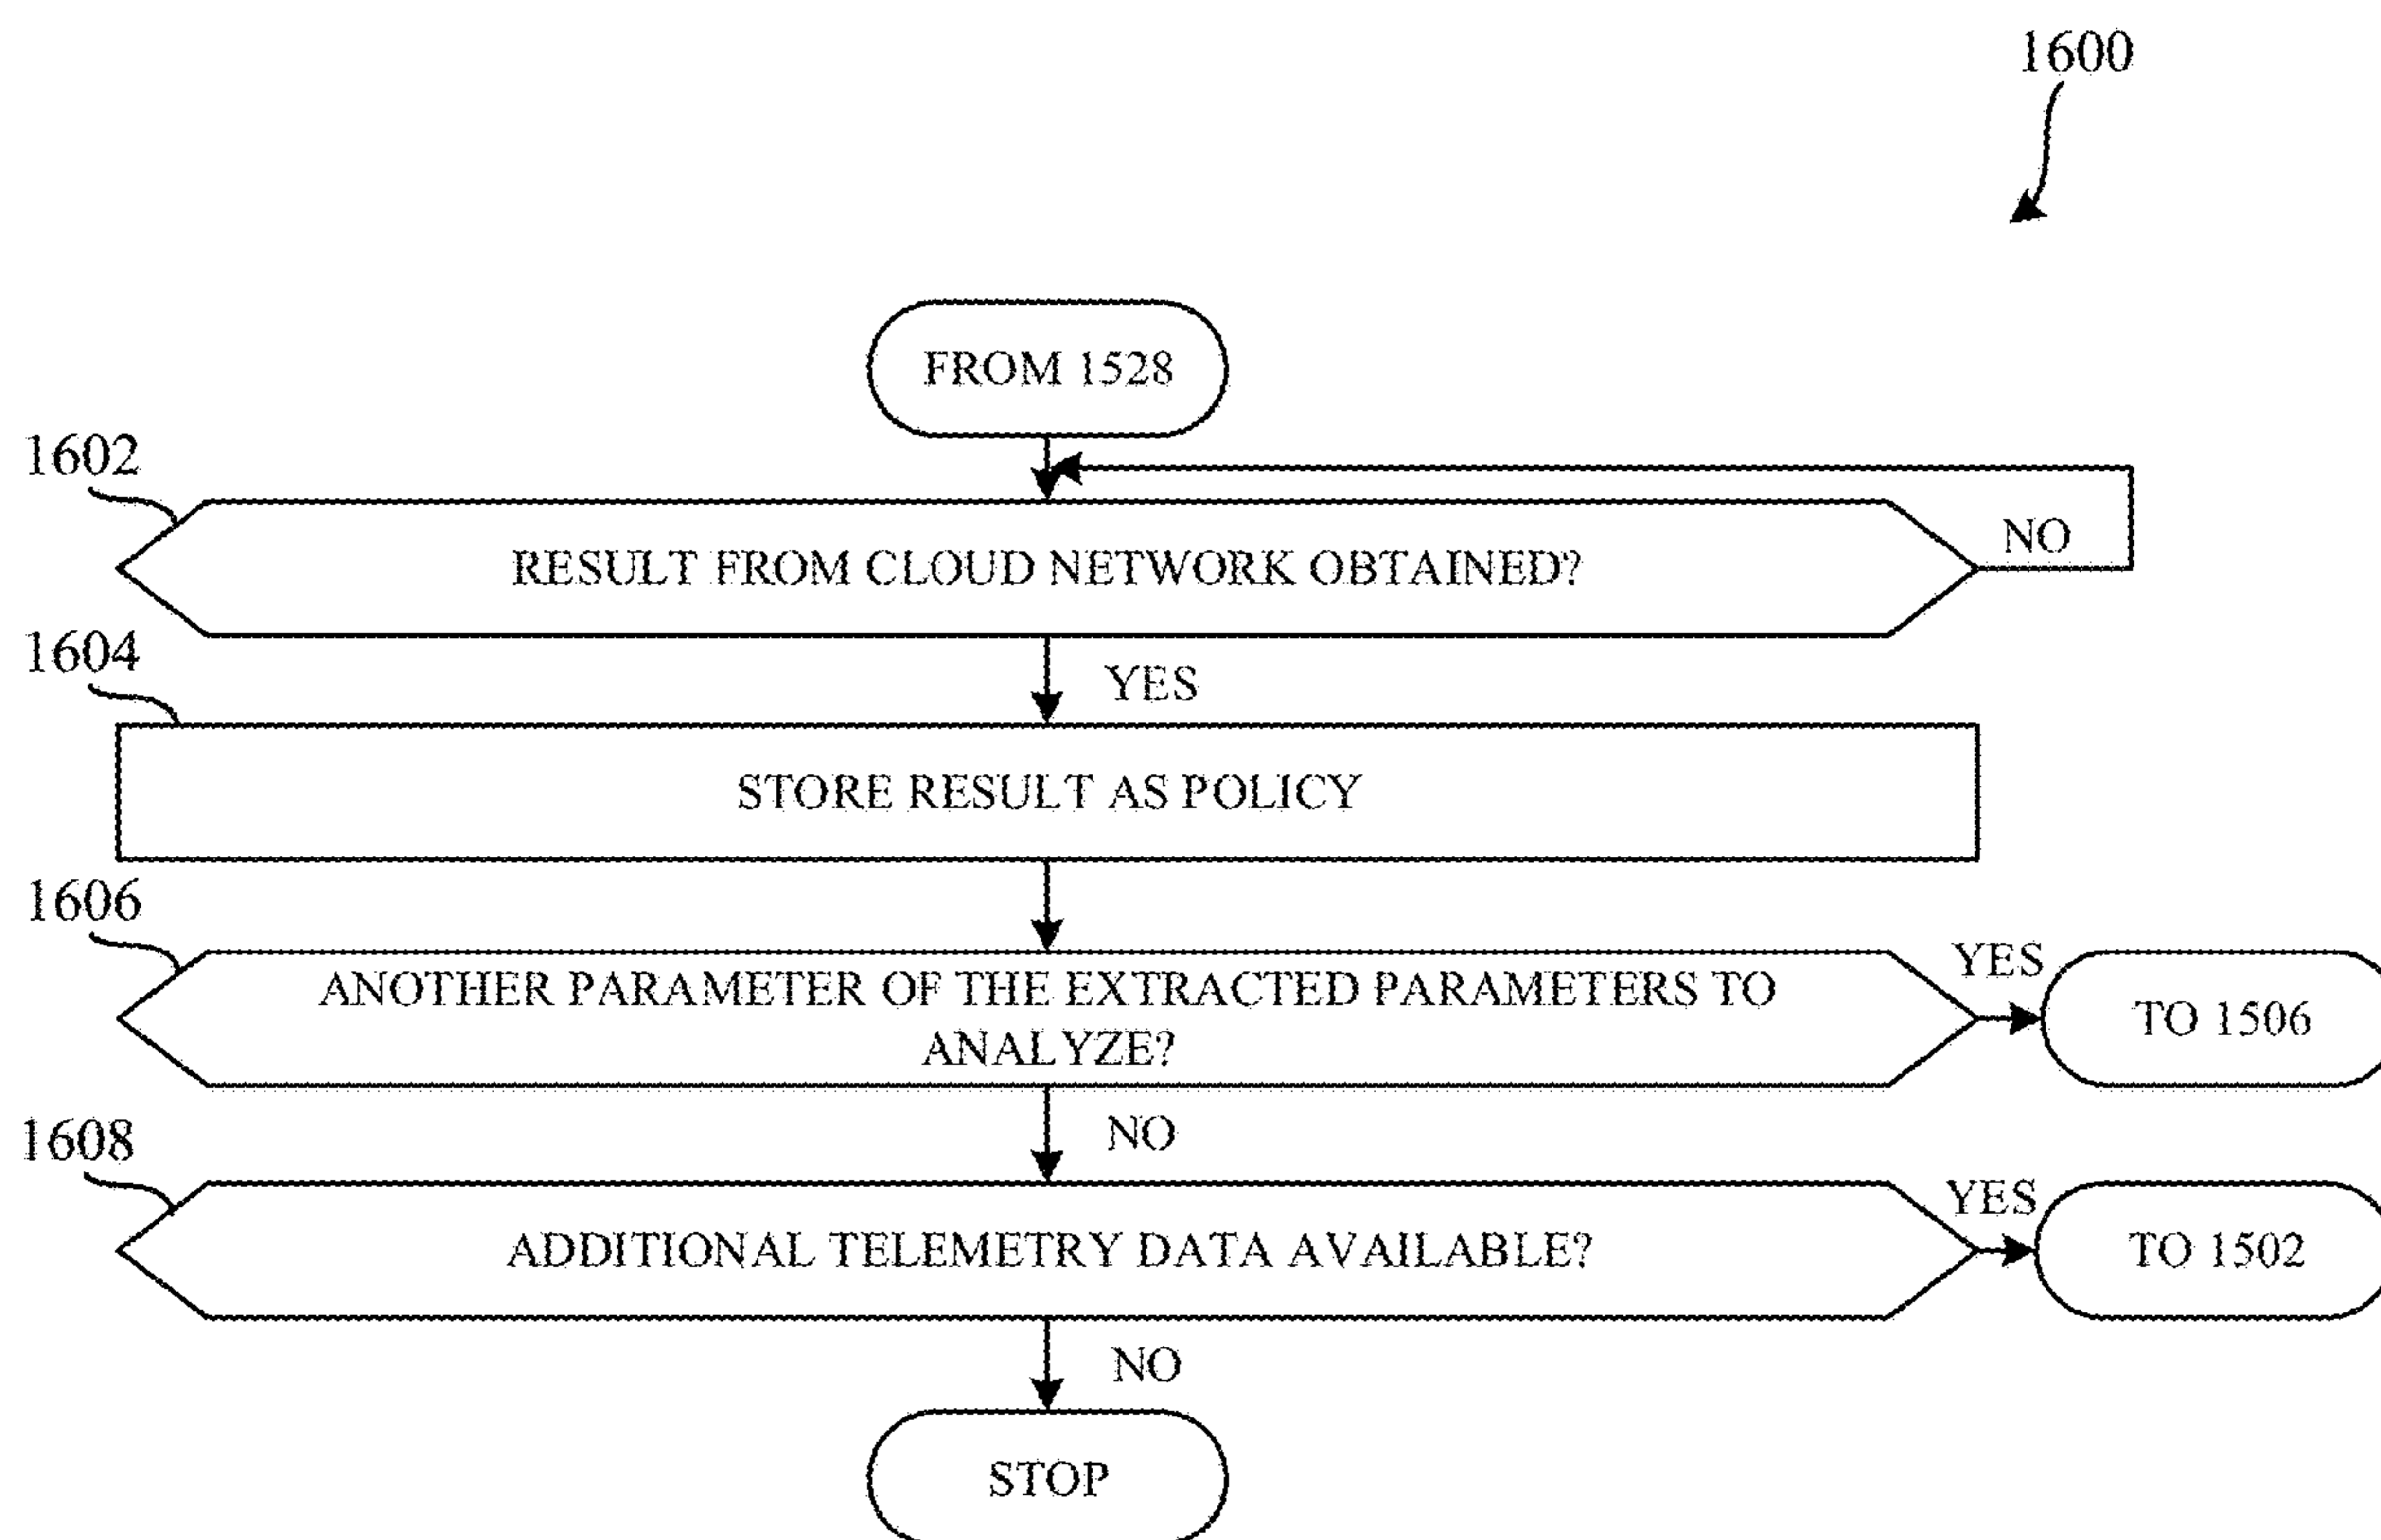 1600
FROM 1528
1602
NO
RESULT FROM CLOUD NETWORK OBTAINED?
1604
YES
STORE RESULT AS POLICY
1606
YES
ANOTHER PARAMETER OF THE EXTRACTED PARAMETERS TO
ANALYZE?
TO 1506
NO
1608
YES
ADDITIONAL TELEMETRY DATA AVAILABLE?
TO 1502
NO
STOP